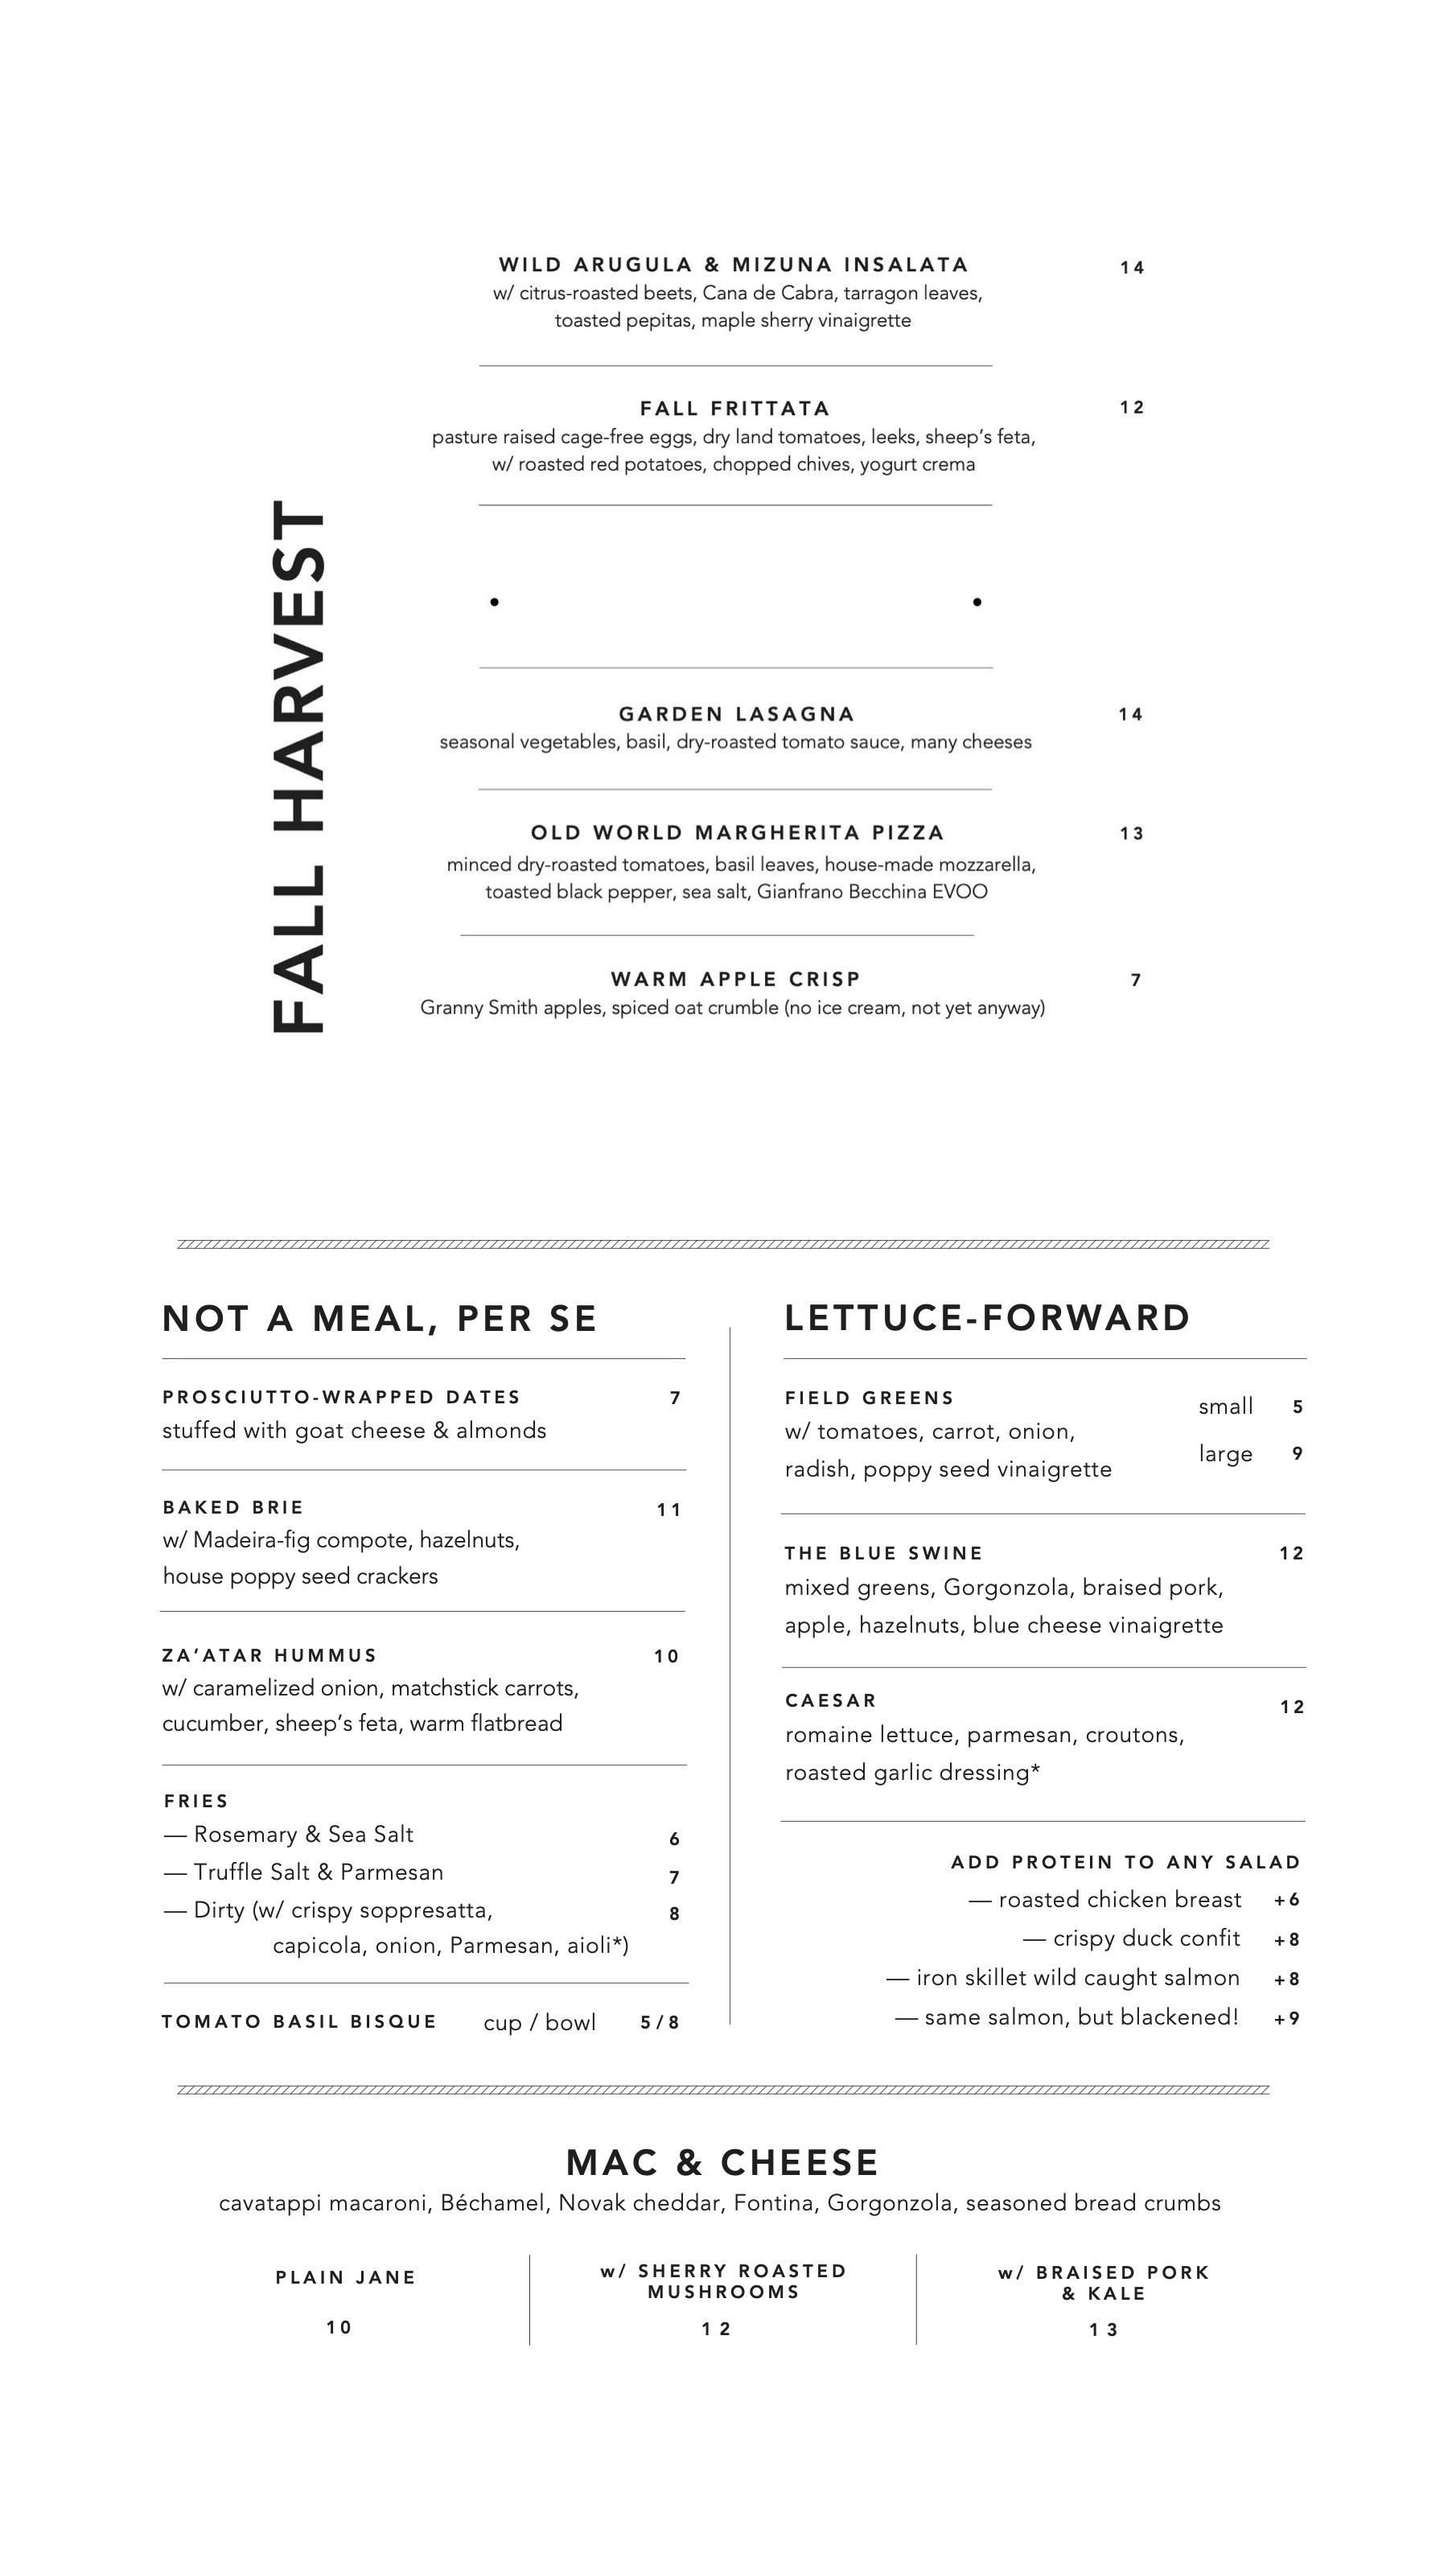 FALL HARVEST
WILD ARUGULA & MIZUNA INSALATA 14
w/ citrus-roasted beets, Cana de Cabra, tarragon leaves,
toasted pepitas, maple sherry vinaigrette
FALL FRITTATA 12
pasture raised cage-free eggs, dry land tomatoes, leeks, sheep’s feta,
w/ roasted red potatoes, chopped chives, yogurt crema
• •
GARDEN LASAGNA 14
seasonal vegetables, basil, dry-roasted tomato sauce, many cheeses
OLD WORLD MARGHERITA PIZZA 13
minced dry-roasted tomatoes, basil leaves, house-made mozzarella,
toasted black pepper, sea salt, Gianfrano Becchina EVOO
WARM APPLE CRISP 7
Granny Smith apples, spiced oat crumble (no ice cream, not yet anyway)
NOT A MEAL, PER SE
PROSCIUTTO-WRAPPED DATES 7
stuffed with goat cheese & almonds
BAKED BRIE 11
w/ Madeira-fig compote, hazelnuts,
house poppy seed crackers
ZA’ATAR HUMMUS 10
w/ caramelized onion, matchstick carrots,
cucumber, sheep’s feta, warm flatbread
FRIES
— Rosemary & Sea Salt 6
— Truffle Salt & Parmesan 7
— Dirty (w/ crispy soppresatta, 8
capicola, onion, Parmesan, aioli*)
TOMATO BASIL BISQUE cup / bowl 5/8
LETTUCE-FORWARD
FIELD GREENS small 5
w/ tomatoes, carrot, onion,
large 9
radish, poppy seed vinaigrette
THE BLUE SWINE 12
mixed greens, Gorgonzola, braised pork,
apple, hazelnuts, blue cheese vinaigrette
CAESAR 12
romaine lettuce, parmesan, croutons,
roasted garlic dressing*
ADD PROTEIN TO ANY SALAD
— roasted chicken breast +6
— crispy duck confit +8
— iron skillet wild caught salmon +8
— same salmon, but blackened! +9
MAC & CHEESE
cavatappi macaroni, Béchamel, Novak cheddar, Fontina, Gorgonzola, seasoned bread crumbs
PLAIN JANE
10
w/ SHERRY ROASTED
MUSHROOMS
12
w/ BRAISED PORK
& KALE
13